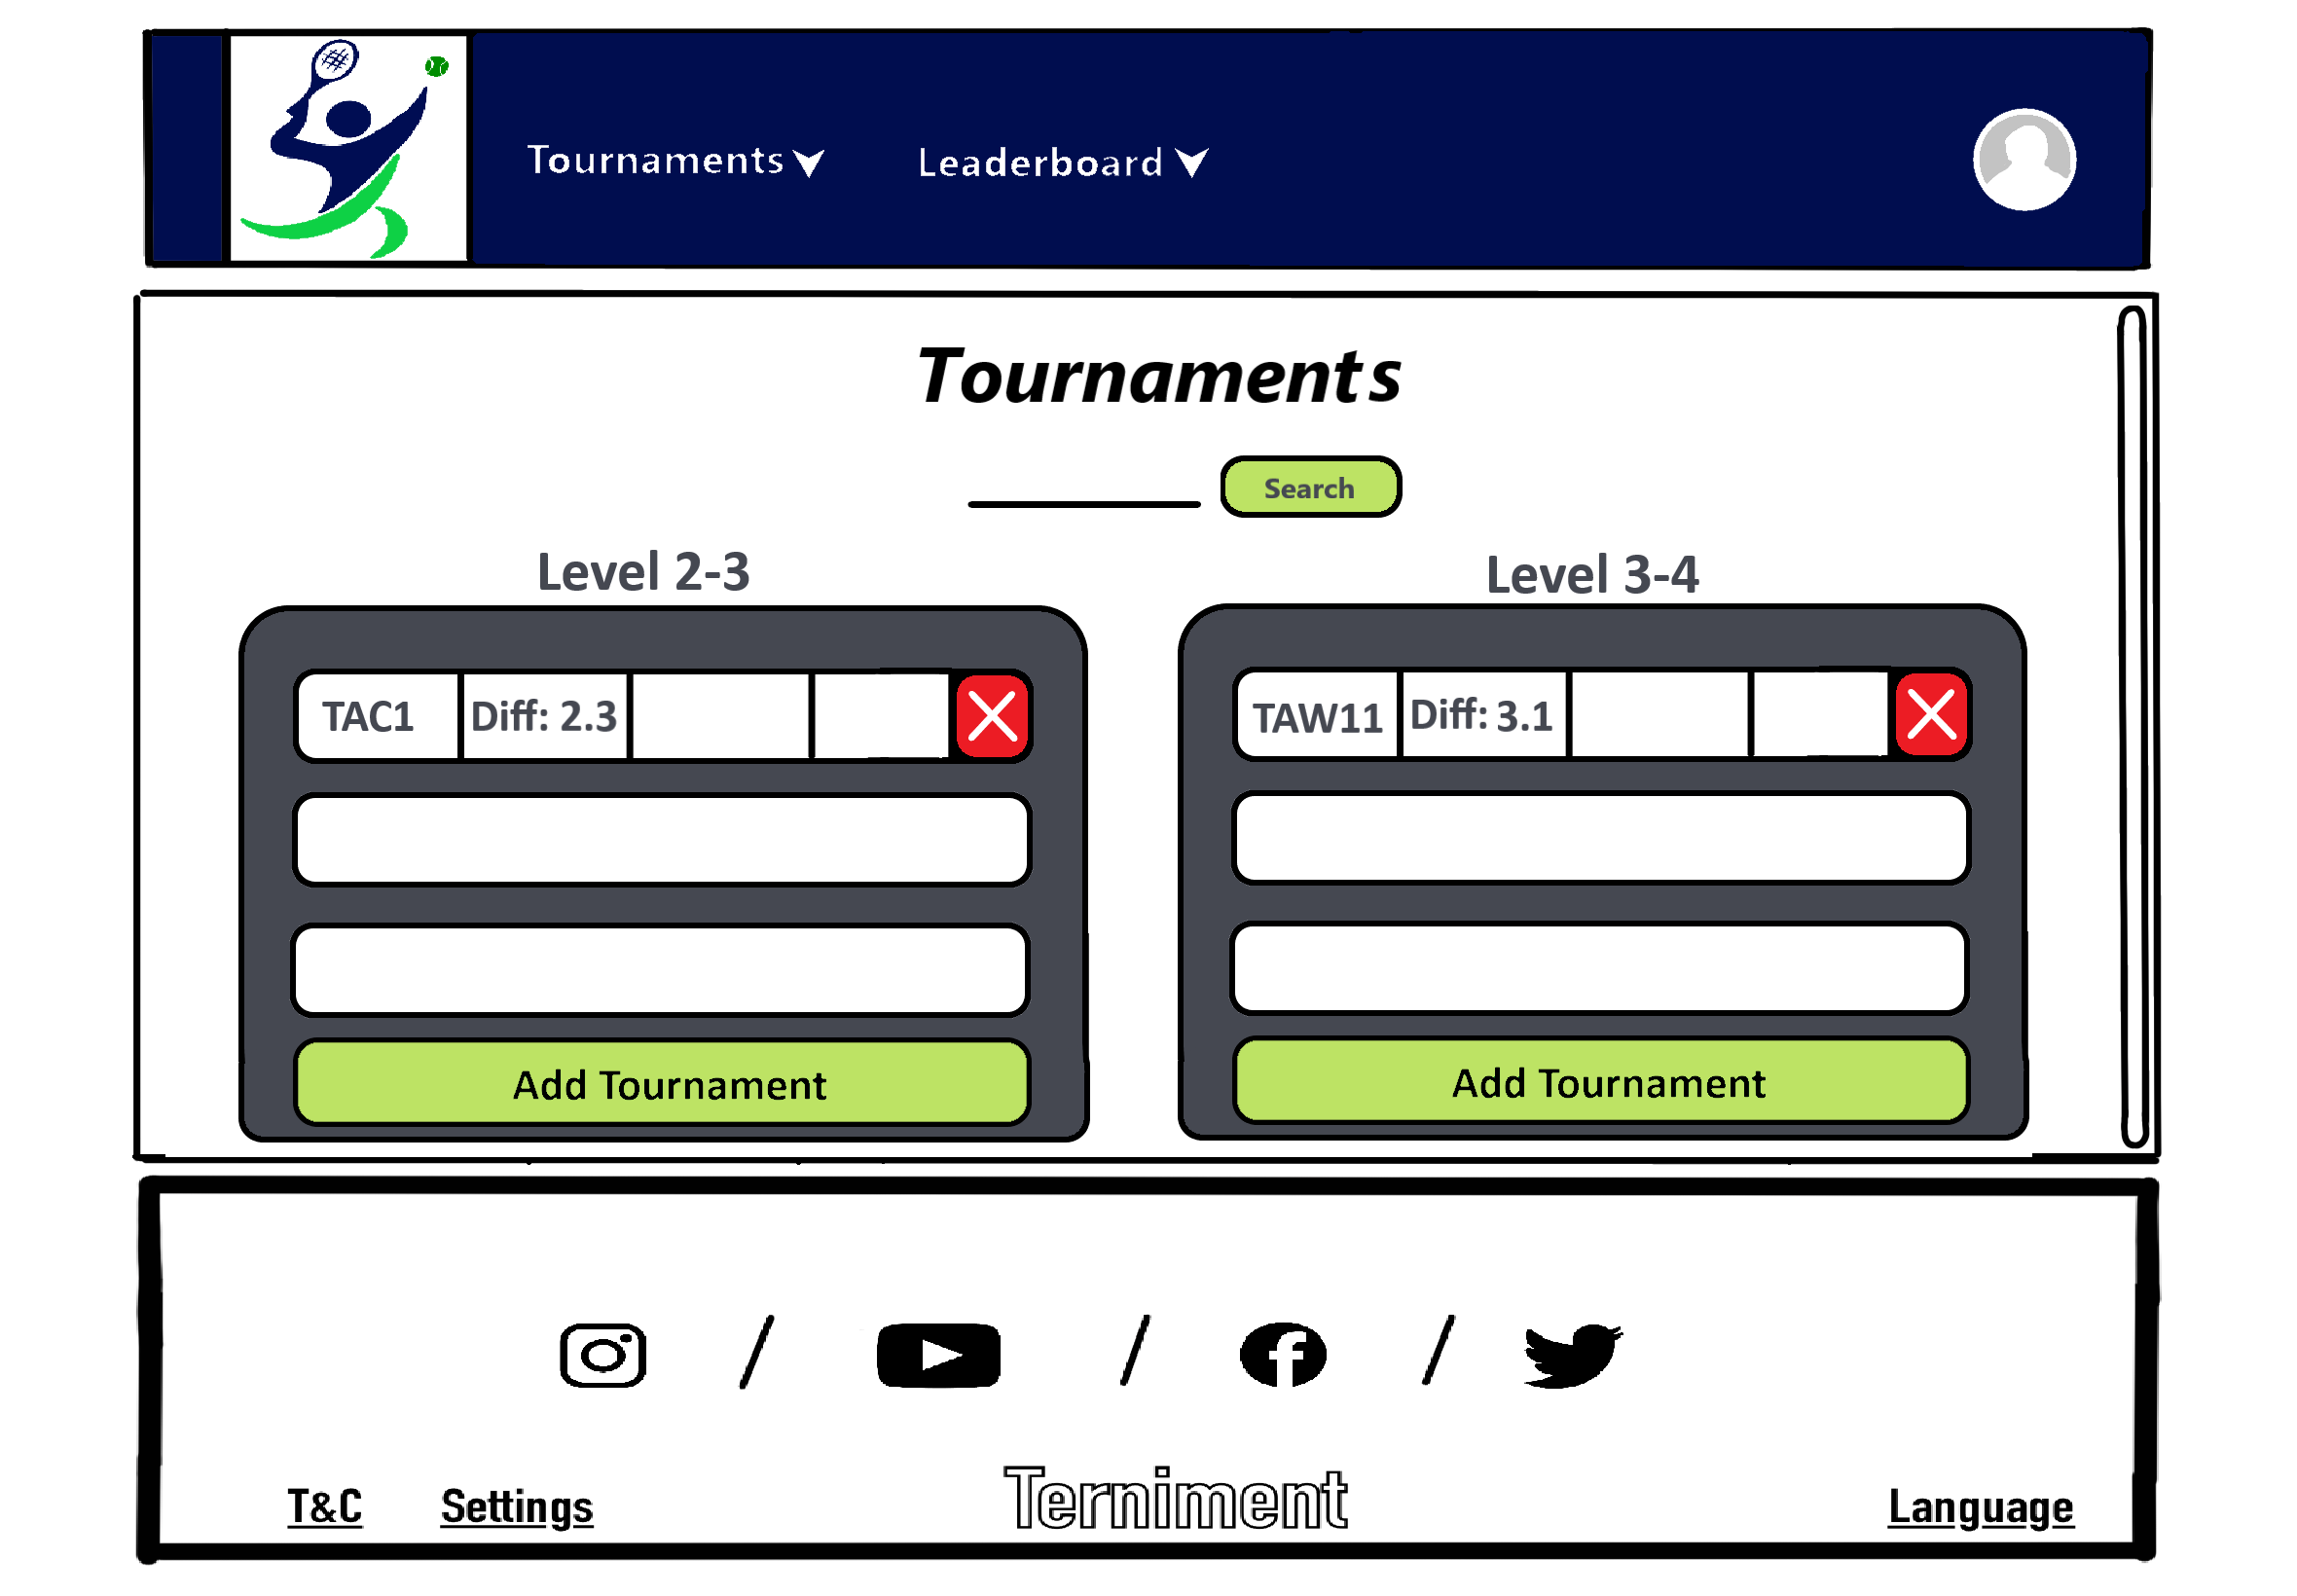 Tournaments
Leaderboard
Tournaments
Search
Level 2-3
Level 3-4
TAC1
Diff: 2.3
TAW11
Diff: 3.1
Add Tournament
Add Tournament
T&C
Settings
Terniment
Language